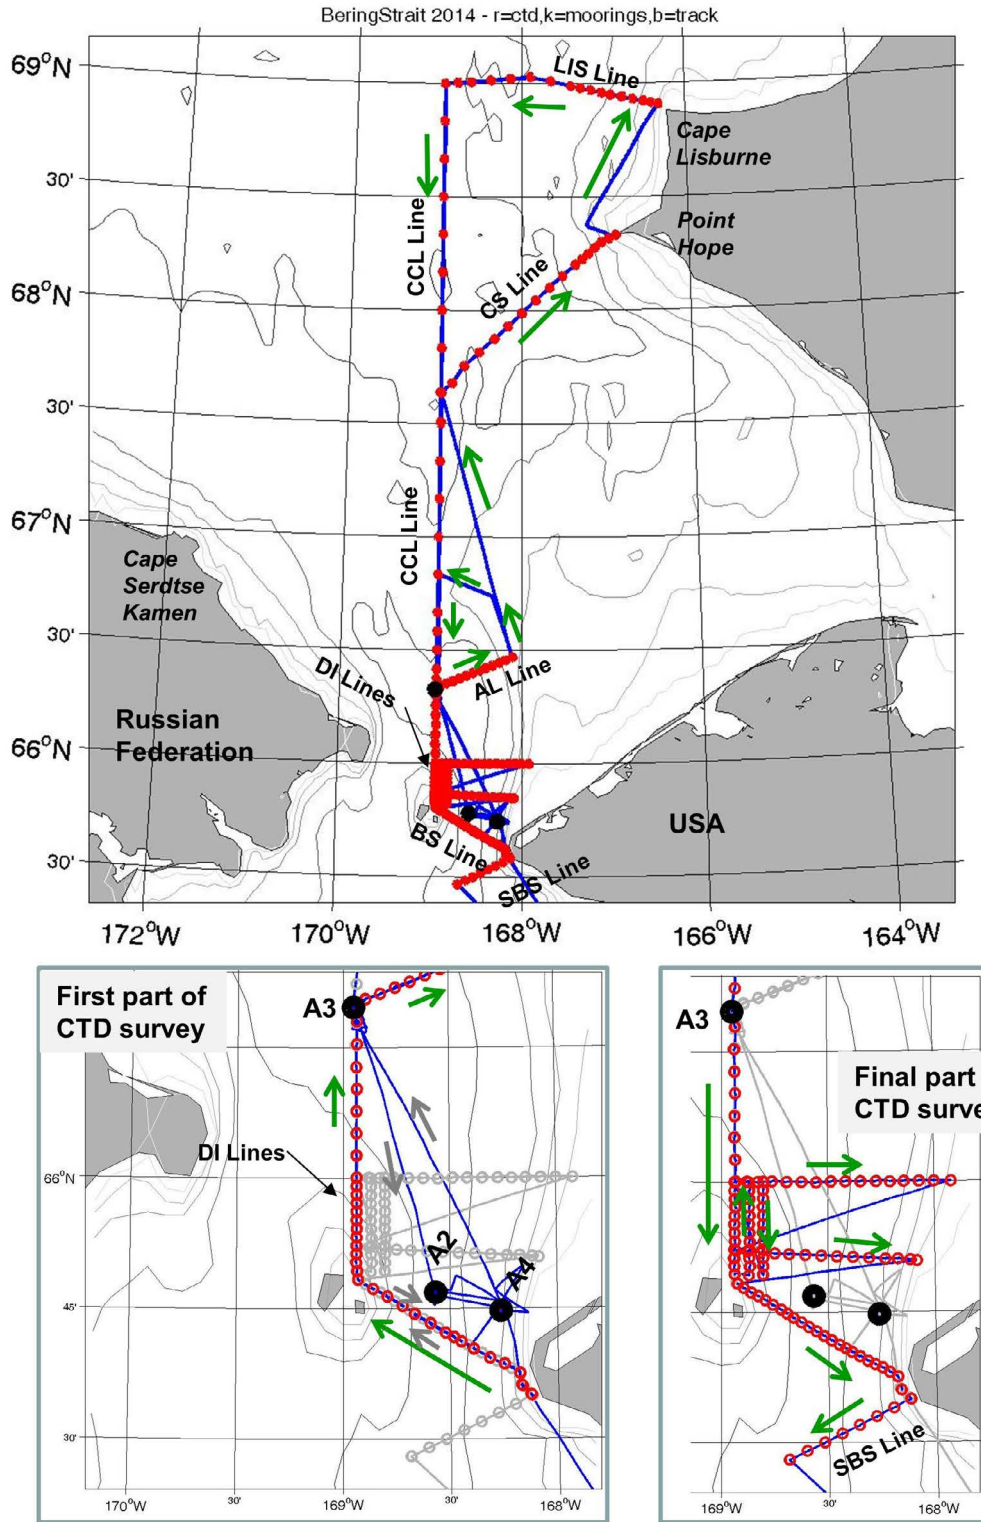 BeringStrait 2014 - r=ctd,k=moorings,b=track
69°N
LIS Line
Cape
Lisburne
30'
CCL Line
Point
Hope
CS Line
68°N
30'
67°N
CCL Line
Cape
Serdtse
Kamen
30'
DI Lines
AL Line
Russian
Federation
66°N
USA
BS Line
30'
SBS Line
172°W
170°W
168°W
166°W
164°W
First part of
CTD survey
A3
DI Lines
66°N
A2
A4
45'
30'
170°W
30'
169°W
30'
168°W
A3
Final part
CTD surve
SBS Line
169°W
30'
168°W